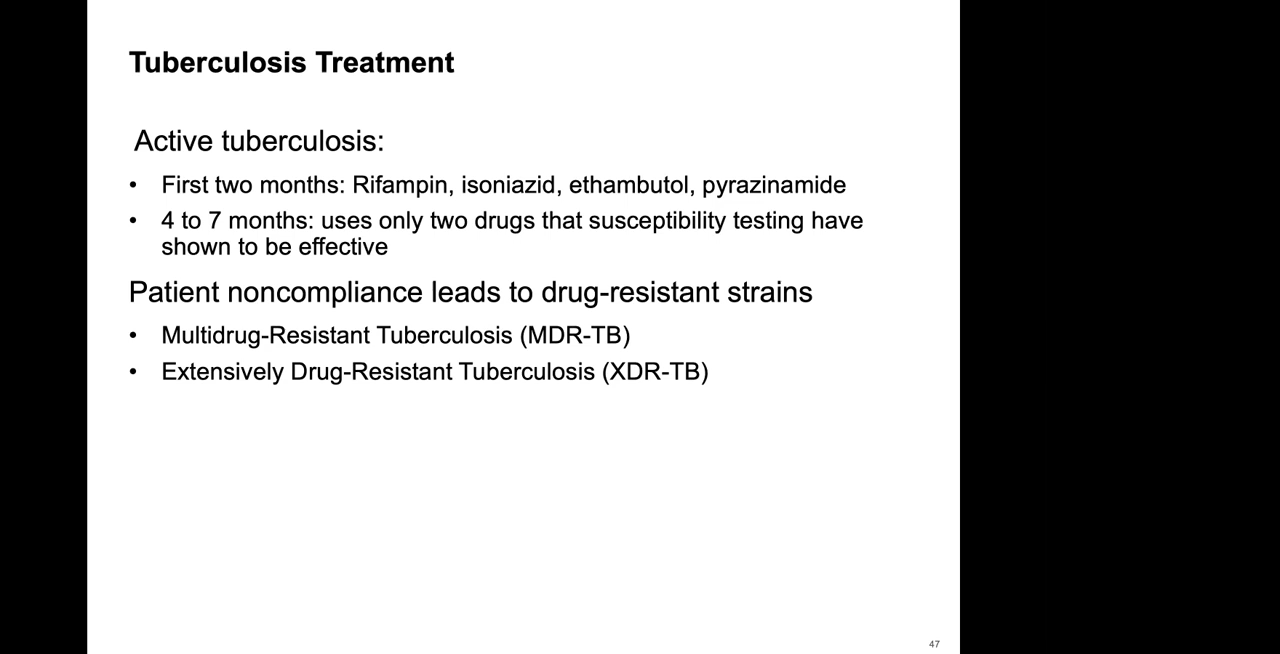 Tuberculosis Treatment
Active tuberculosis:
• First two months: Rifampin, isoniazid, ethambutol, pyrazinamide
• 4 to 7 months: uses only two drugs that susceptibility testing have
shown to be effective
Patient noncompliance leads to drug-resistant strains
• Multidrug-Resistant Tuberculosis (MDR-TB)
• Extensively Drug-Resistant Tuberculosis (XDR-TB)
47